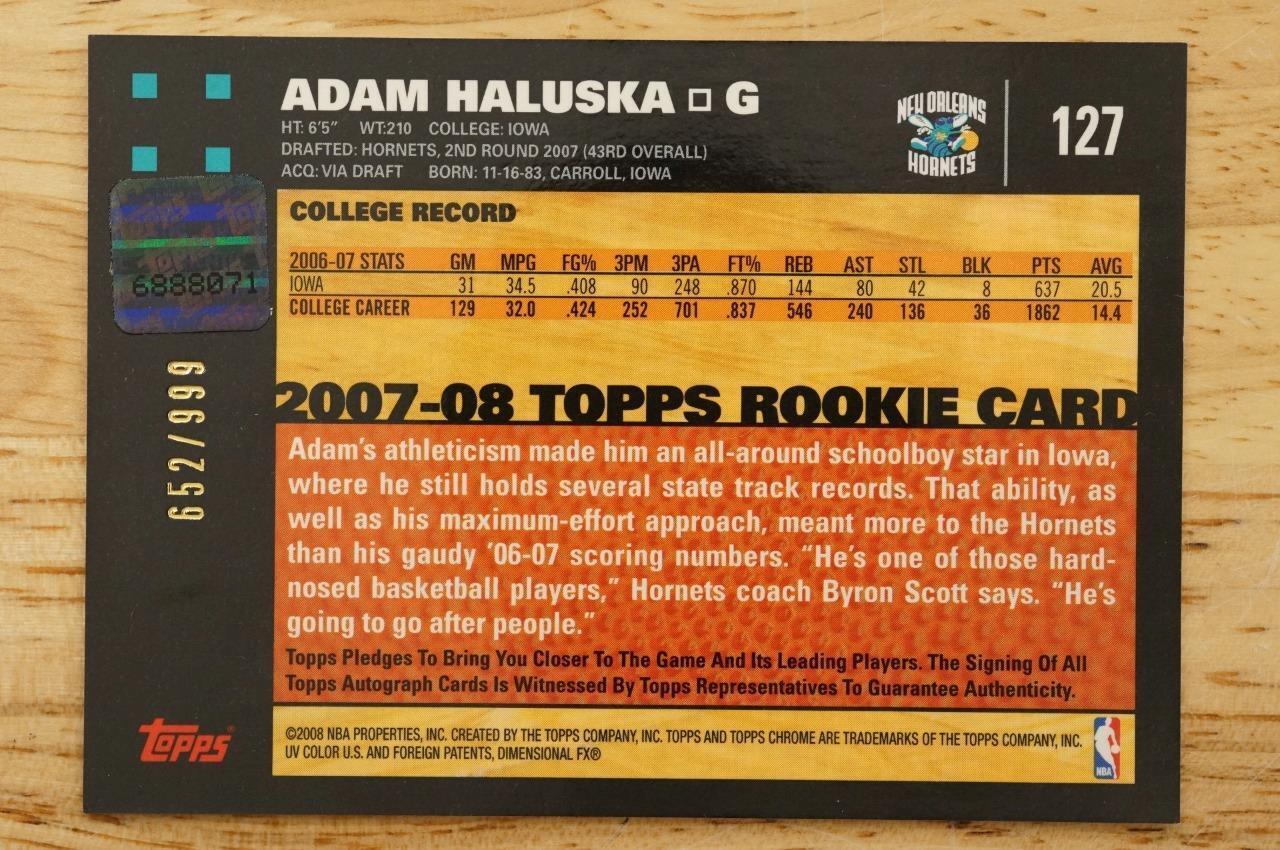 ADAM HALUSKA □ G
HT: 6'5" WT:210 COLLEGE: IOWA
DRAFTED: HORNETS, 2ND ROUND 2007 (43RD OVERALL)
ACQ: VIA DRAFT BORN: 11-16-83, CARROLL, IOWA
NEW ORLEANS
HORNETS
127
COLLEGE RECORD
2006-07 STATS GM MPG FG% 3PM 3PA FT% REB AST STL BLK PTS AVG
IOWA 31 34.5 .408 90 248 .870 144 80 42 8 637 20.5
COLLEGE CAREER 129 32.0 .424 252 701 .837 546 240 136 36 1862 14.4
6888071
652/999
2007-08 TOPPS ROOKIE CARD
Adam's athleticism made him an all-around schoolboy star in Iowa,
where he still holds several state track records. That ability, as
well as his maximum-effort approach, meant more to the Hornets
than his gaudy '06-07 scoring numbers. "He's one of those hard-
nosed basketball players," Hornets coach Byron Scott says. "He's
going to go after people."
Topps Pledges To Bring You Closer To The Game And Its Leading Players. The Signing Of All
Topps Autograph Cards Is Witnessed By Topps Representatives To Guarantee Authenticity.
Topps®
©2008 NBA PROPERTIES, INC. CREATED BY THE TOPPS COMPANY, INC. TOPPS AND TOPPS CHROME ARE TRADEMARKS OF THE TOPPS COMPANY, INC.
UV COLOR U.S. AND FOREIGN PATENTS, DIMENSIONAL FX®
NBA